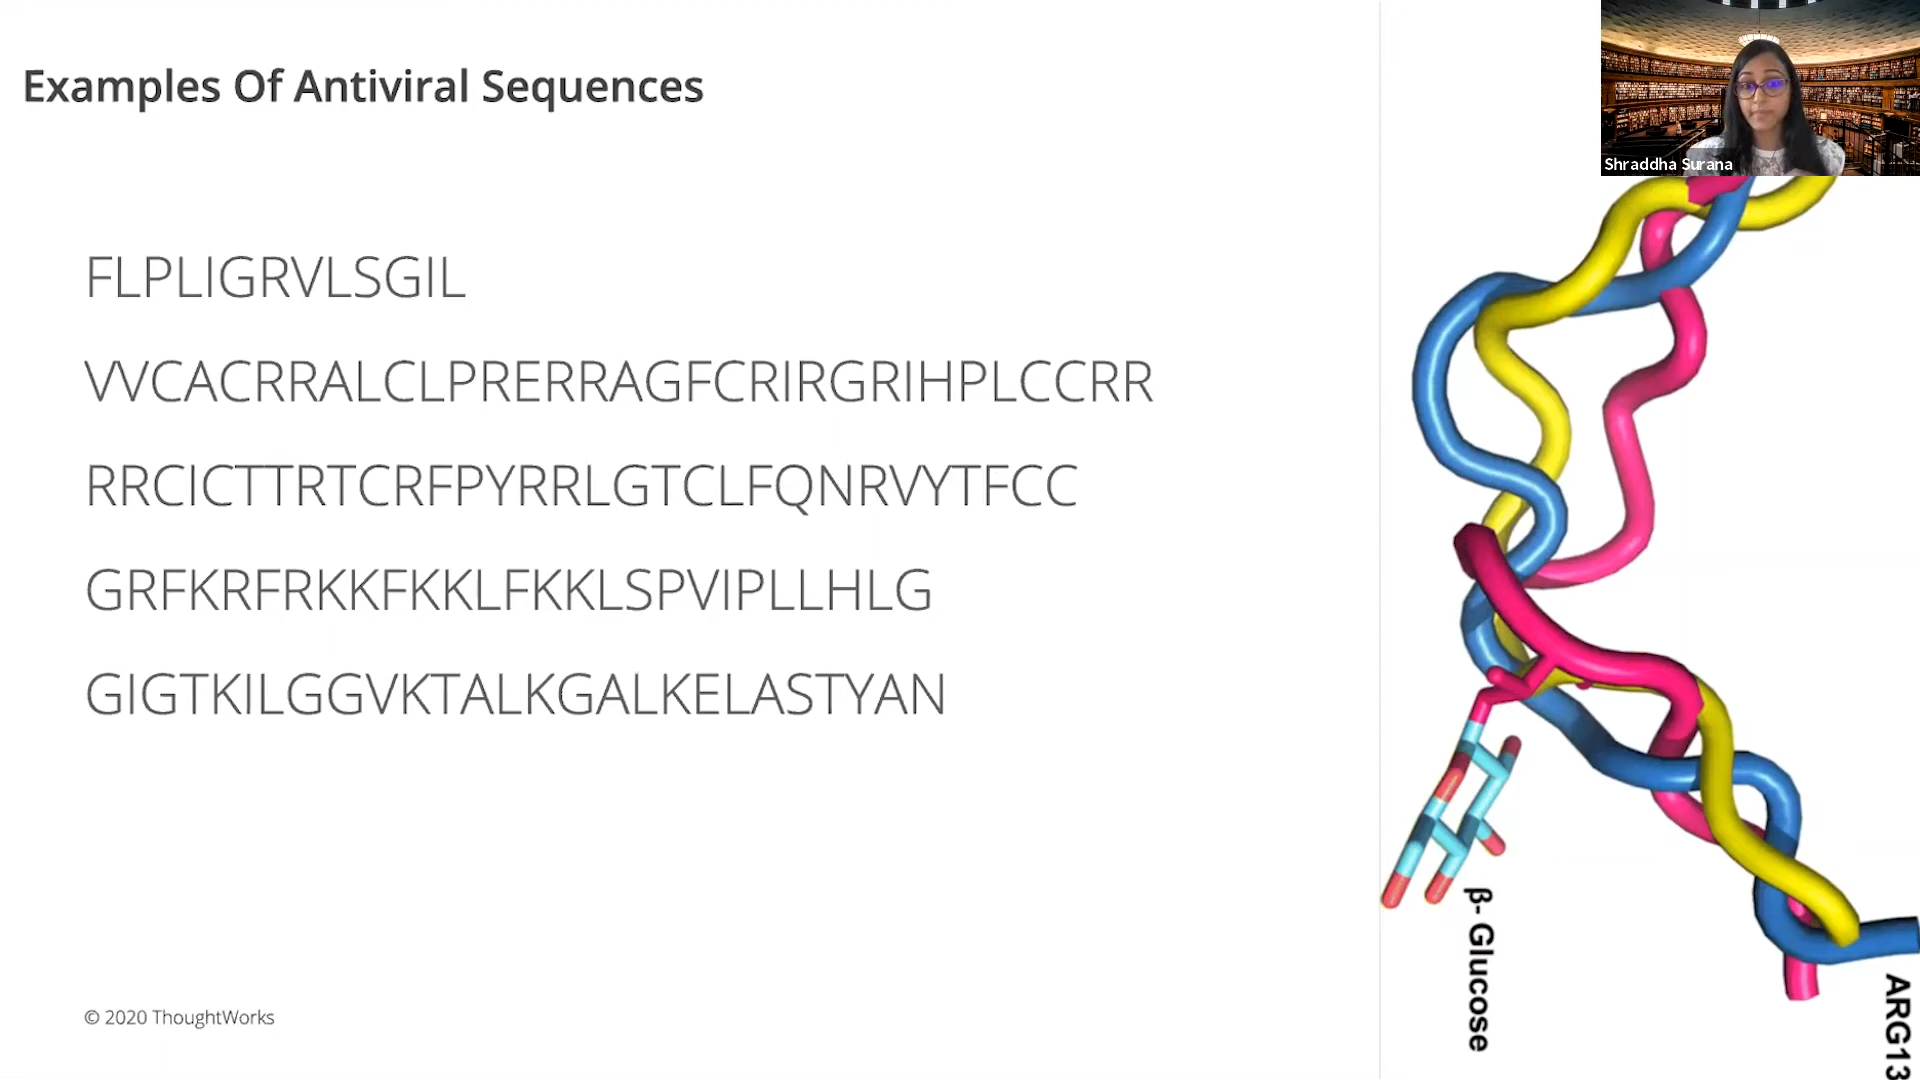 Examples Of Antiviral Sequences
Shraddha Surana
FLPLIGRVLSGIL
VVCACRRALCLPRERRAGFCRIRGRIHPLCCRR
RRCICTTRTCRFPYRRLGTCLFQNRVYTFCC
GRFKRFRKKFKKLFKKLSPVIPLLHLG
GIGTKILGGVKTALKGALKELASTYAN
β- Glucose
ARG13
© 2020 ThoughtWorks